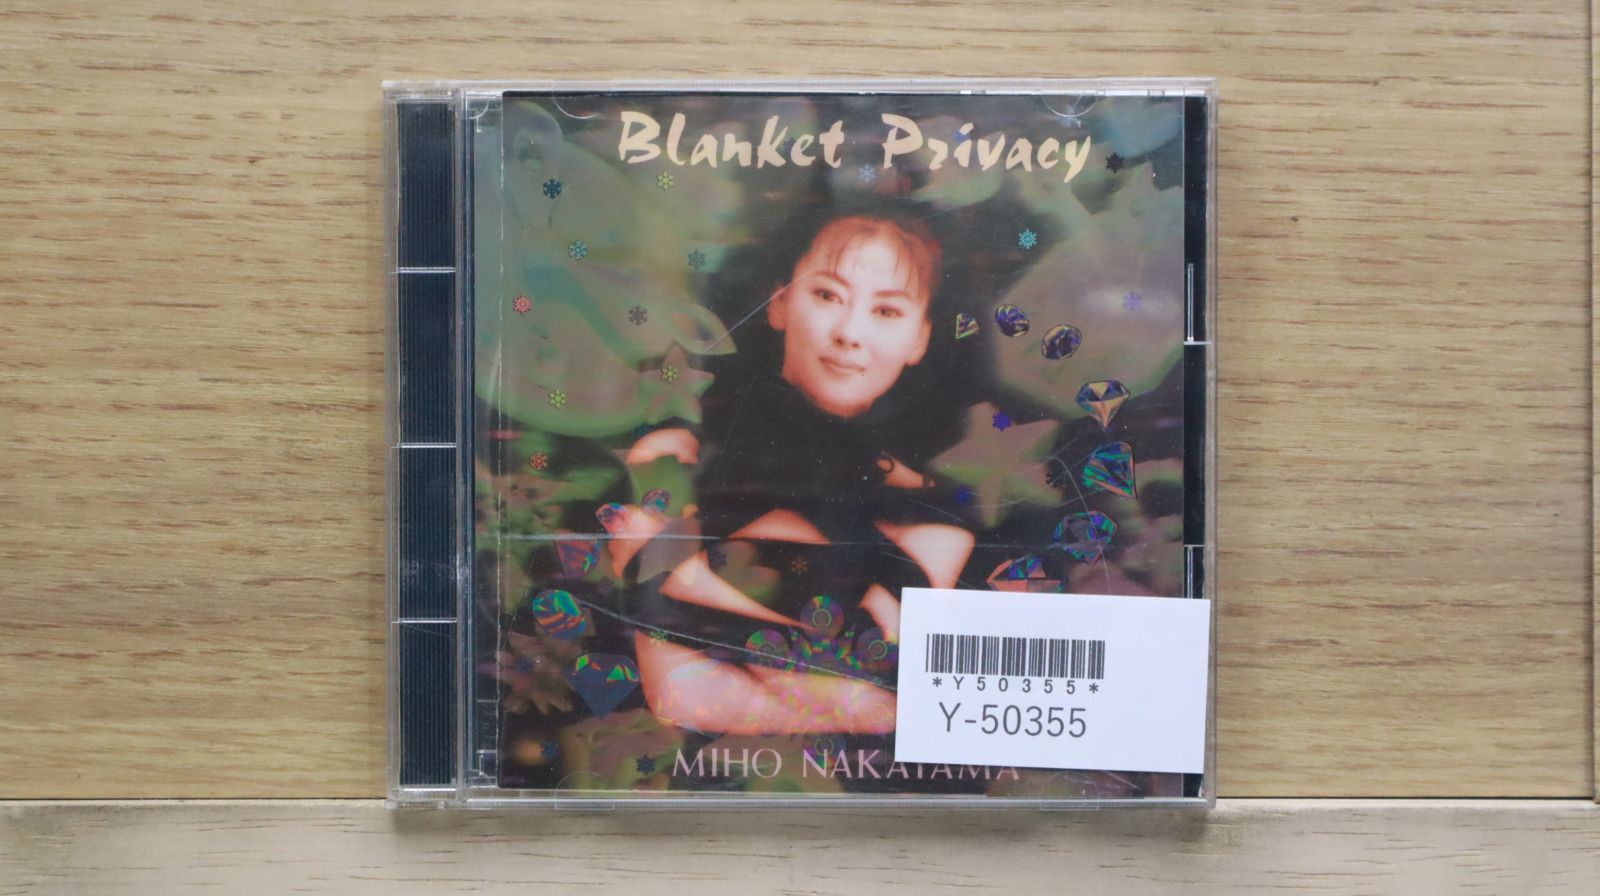 Blanket Privacy
*Y50355*
Y-50355
MIHO NAKAYAMA